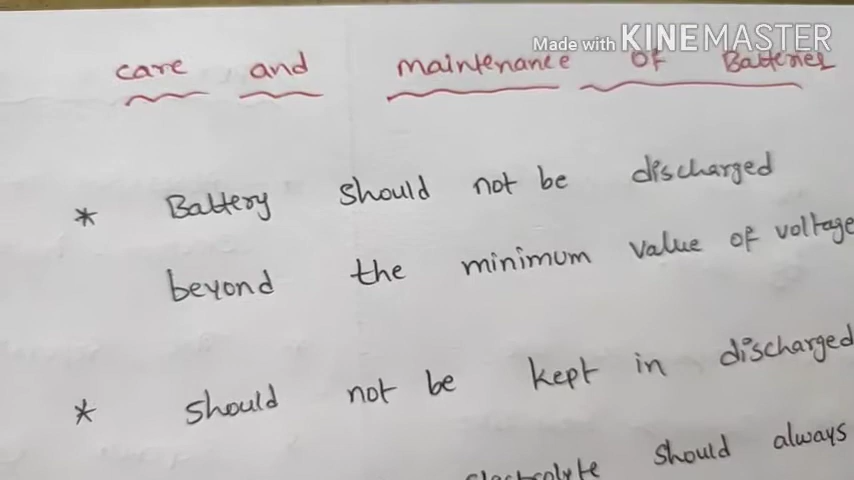 Made with KINEMASTER
care and maintenance of Batteries
* Battery should not be discharged
beyond the minimum value of voltage
* should not be kept in discharged
electrolyte should always